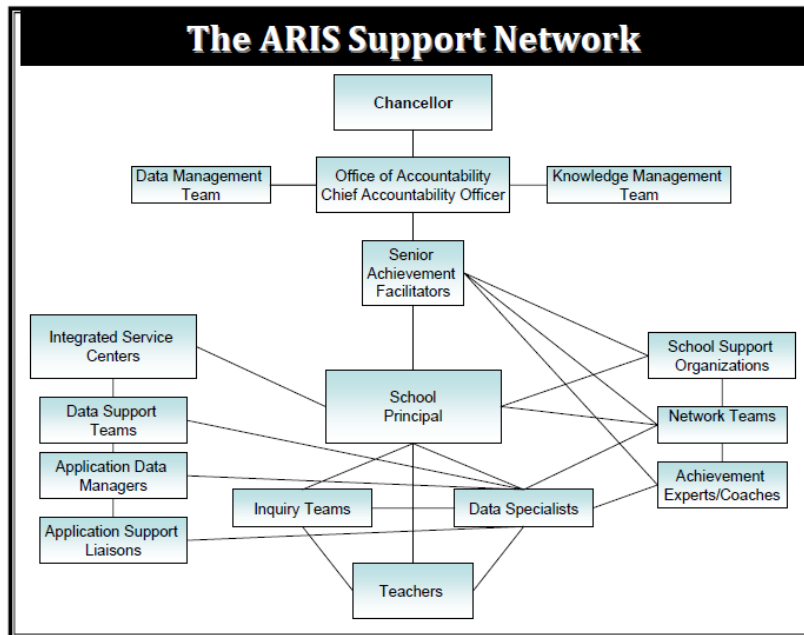 The ARIS Support Network
Chancellor
Data Management
Team
Office of Accountability
Chief Accountability Officer
Knowledge Management
Team
Senior
Achievement
Facilitators
Integrated Service
Centers
School Support
Organizations
School
Principal
Data Support
Teams
Network Teams
Application Data
Managers
Achievement
Experts/Coaches
Inquiry Teams
Data Specialists
Application Support
Liaisons
Teachers